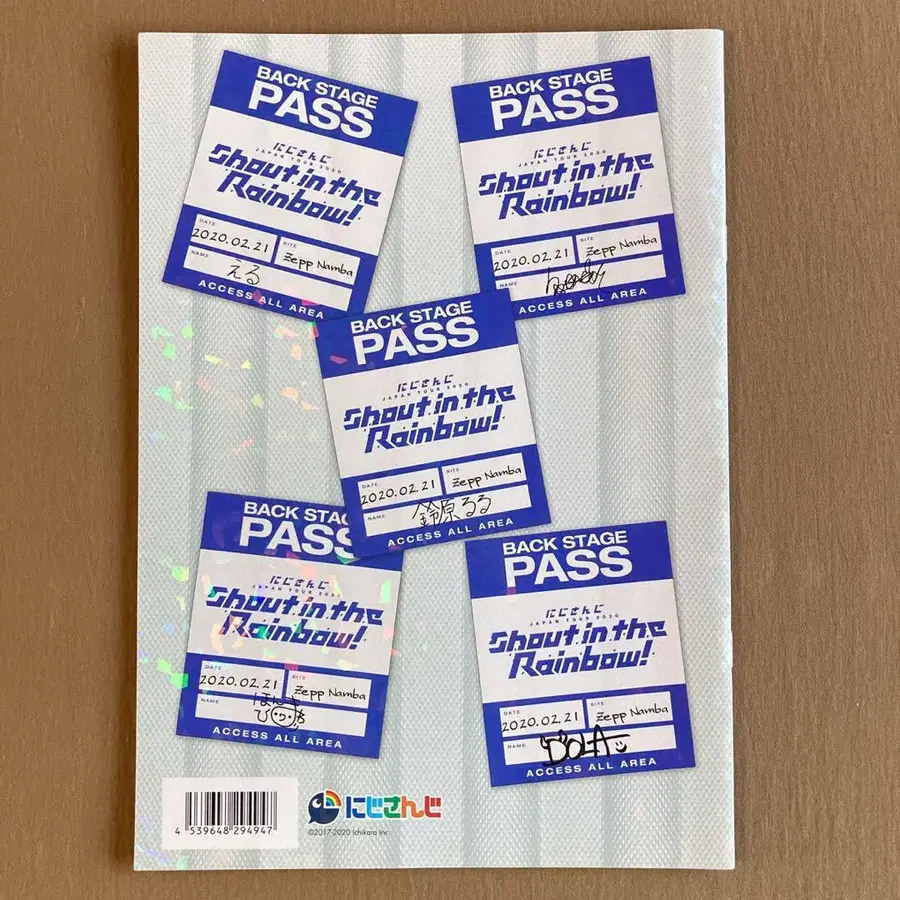 BACK STAGE
PASS
にじさんじ
JAPAN TOUR 2020
Shout in the
Rainbow!
DATE
2020.02.21
SITE
Zepp Namba
NAME
える
ACCESS ALL AREA
BACK STAGE
PASS
にじさんじ
JAPAN TOUR 2020
Shout in the
Rainbow!
DATE
2020.02.21
SITE
Zepp Namba
NAME
ACCESS ALL AREA
BACK STAGE
PASS
にじさんじ
JAPAN TOUR 2020
Shout in the
Rainbow!
DATE
2020.02.21
SITE
Zepp Namba
NAME
鈴原るる
ACCESS ALL AREA
BACK STAGE
PASS
にじさんじ
JAPAN TOUR 2020
Shout in the
Rainbow!
DATE
2020.02.21
SITE
Zepp Namba
NAME
ACCESS ALL AREA
BACK STAGE
PASS
にじさんじ
JAPAN TOUR 2020
Shout in the
Rainbow!
DATE
2020.02.21
SITE
Zepp Namba
NAME
DOLA
ACCESS ALL AREA
4 539648 294947
にじさんじ
©2017-2020 Ichikara Inc.